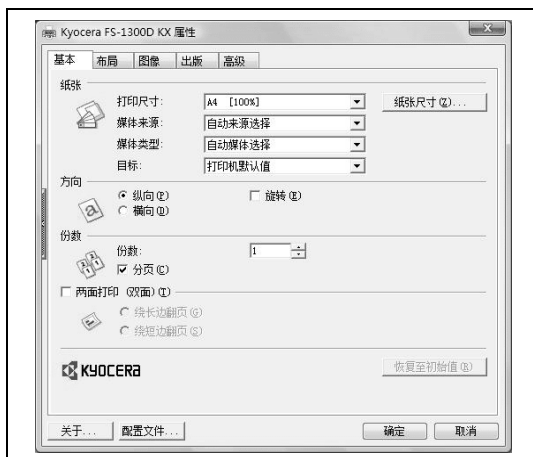 Kyocera FS-1300D KX 属性
基本 布局 图像 出版 高级
纸张
打印尺寸: A4 [100%] 纸张尺寸(Z)...
媒体来源: 自动来源选择
媒体类型: 自动媒体选择
目标: 打印机默认值
方向
纵向(P) 旋转(E)
横向(D)
份数
份数: 1
分页(C)
两面打印 (双面)(T)
绕长边翻页(G)
绕短边翻页(S)
KYOCERA 恢复至初始值(R)
关于... 配置文件... 确定 取消